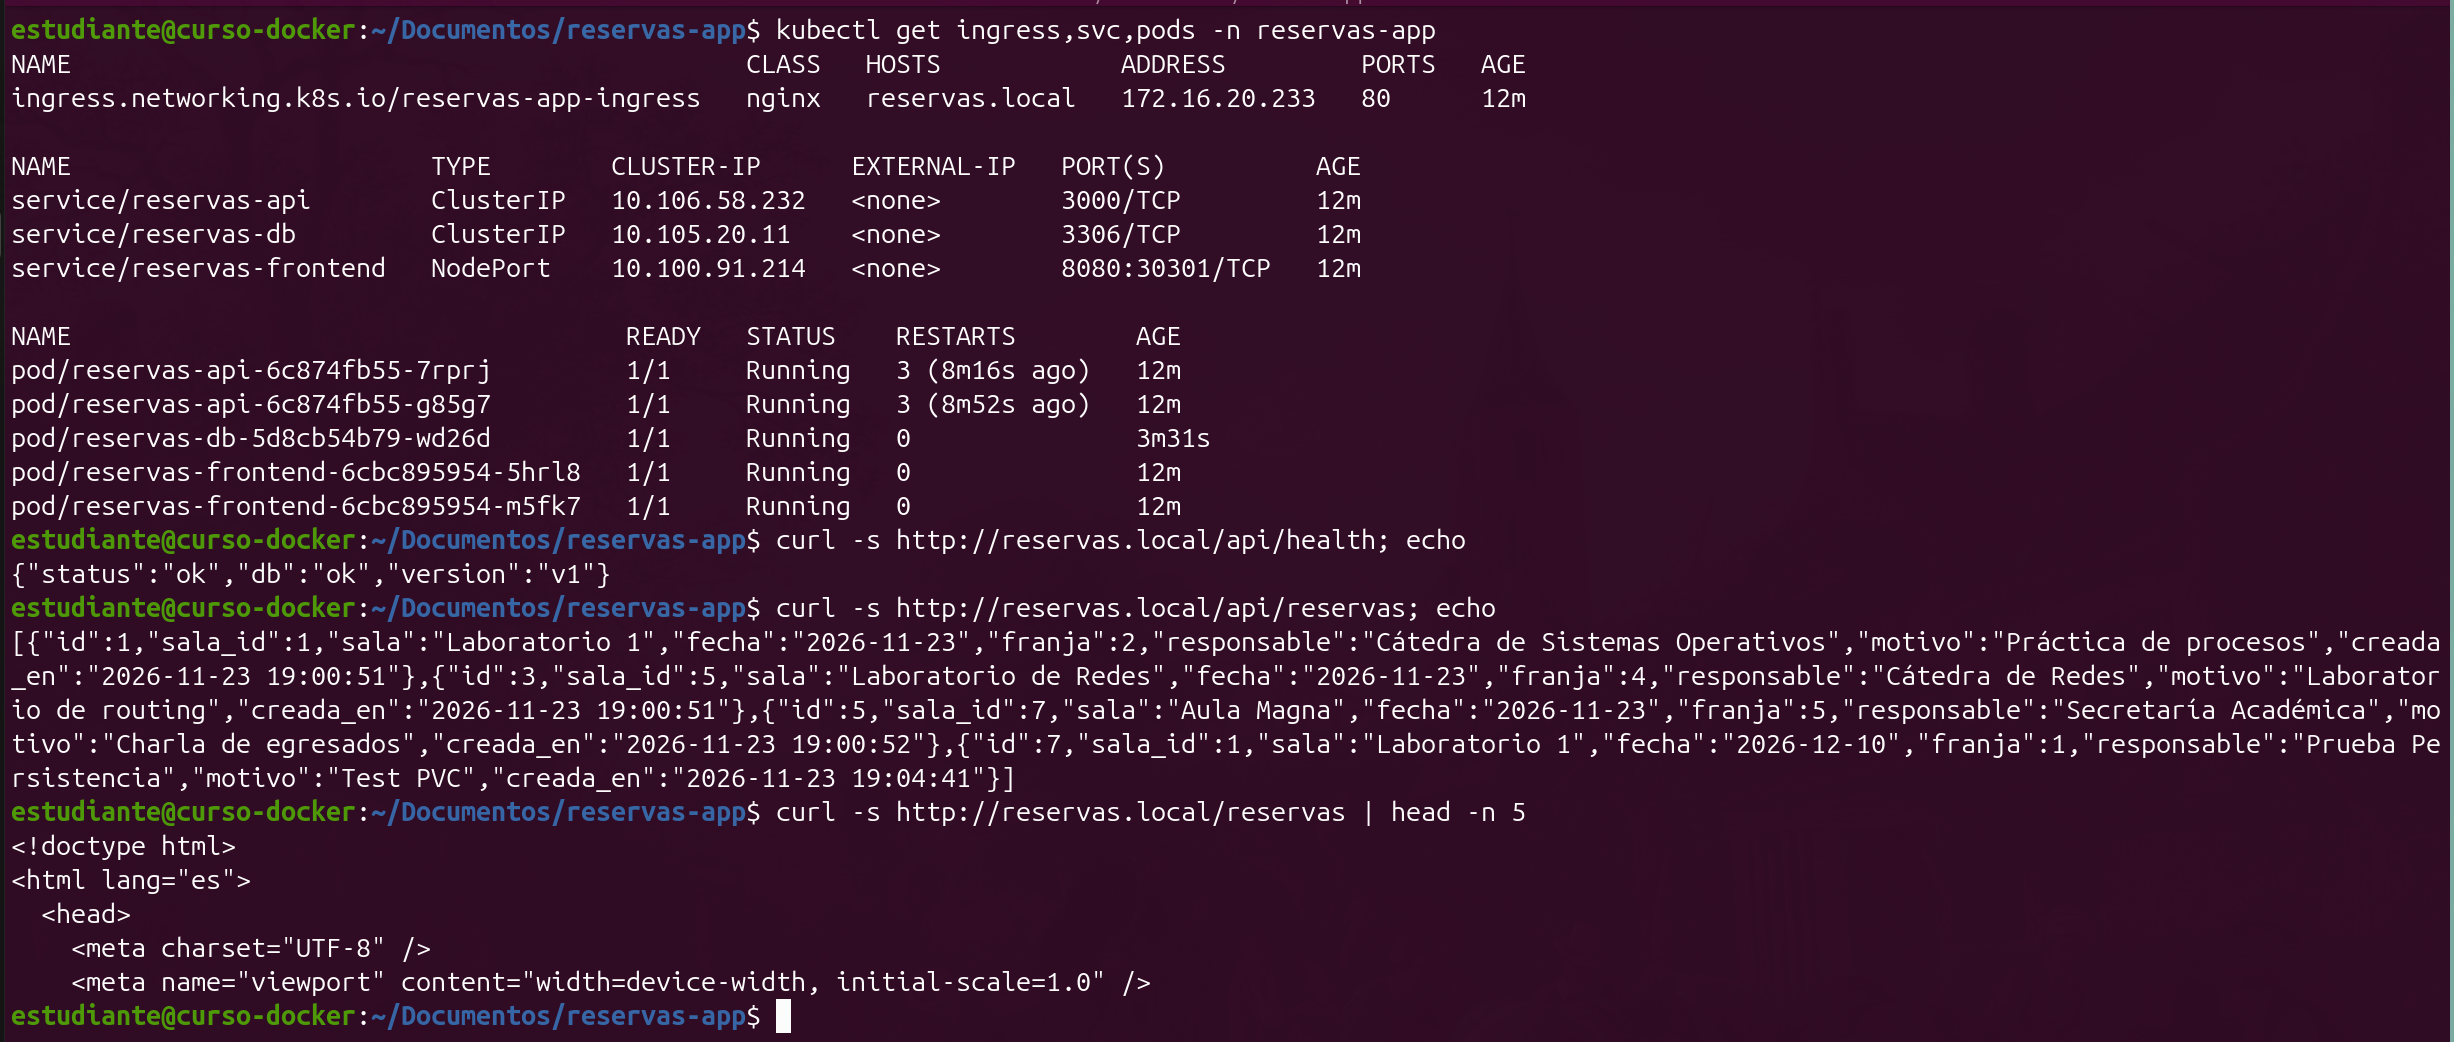 estudiante@curso-docker:~/Documentos/reservas-app$ kubectl get ingress,svc,pods -n reservas-app
NAME                                             CLASS   HOSTS            ADDRESS         PORTS   AGE
ingress.networking.k8s.io/reservas-app-ingress   nginx   reservas.local   172.16.20.233   80      12m

NAME                        TYPE        CLUSTER-IP      EXTERNAL-IP   PORT(S)          AGE
service/reservas-api        ClusterIP   10.106.58.232   <none>        3000/TCP         12m
service/reservas-db         ClusterIP   10.105.20.11    <none>        3306/TCP         12m
service/reservas-frontend   NodePort    10.100.91.214   <none>        8080:30301/TCP   12m

NAME                                     READY   STATUS    RESTARTS        AGE
pod/reservas-api-6c874fb55-7rprj         1/1     Running   3 (8m16s ago)   12m
pod/reservas-api-6c874fb55-g85g7         1/1     Running   3 (8m52s ago)   12m
pod/reservas-db-5d8cb54b79-wd26d         1/1     Running   0               3m31s
pod/reservas-frontend-6cbc895954-5hrl8   1/1     Running   0               12m
pod/reservas-frontend-6cbc895954-m5fk7   1/1     Running   0               12m
estudiante@curso-docker:~/Documentos/reservas-app$ curl -s http://reservas.local/api/health; echo
{"status":"ok","db":"ok","version":"v1"}
estudiante@curso-docker:~/Documentos/reservas-app$ curl -s http://reservas.local/api/reservas; echo
[{"id":1,"sala_id":1,"sala":"Laboratorio 1","fecha":"2026-11-23","franja":2,"responsable":"Cátedra de Sistemas Operativos","motivo":"Práctica de procesos","creada
_en":"2026-11-23 19:00:51"},{"id":3,"sala_id":5,"sala":"Laboratorio de Redes","fecha":"2026-11-23","franja":4,"responsable":"Cátedra de Redes","motivo":"Laborator
io de routing","creada_en":"2026-11-23 19:00:51"},{"id":5,"sala_id":7,"sala":"Aula Magna","fecha":"2026-11-23","franja":5,"responsable":"Secretaría Académica","mo
tivo":"Charla de egresados","creada_en":"2026-11-23 19:00:52"},{"id":7,"sala_id":1,"sala":"Laboratorio 1","fecha":"2026-12-10","franja":1,"responsable":"Prueba Pe
rsistencia","motivo":"Test PVC","creada_en":"2026-11-23 19:04:41"}]
estudiante@curso-docker:~/Documentos/reservas-app$ curl -s http://reservas.local/reservas | head -n 5
<!doctype html>
<html lang="es">
  <head>
    <meta charset="UTF-8" />
    <meta name="viewport" content="width=device-width, initial-scale=1.0" />
estudiante@curso-docker:~/Documentos/reservas-app$